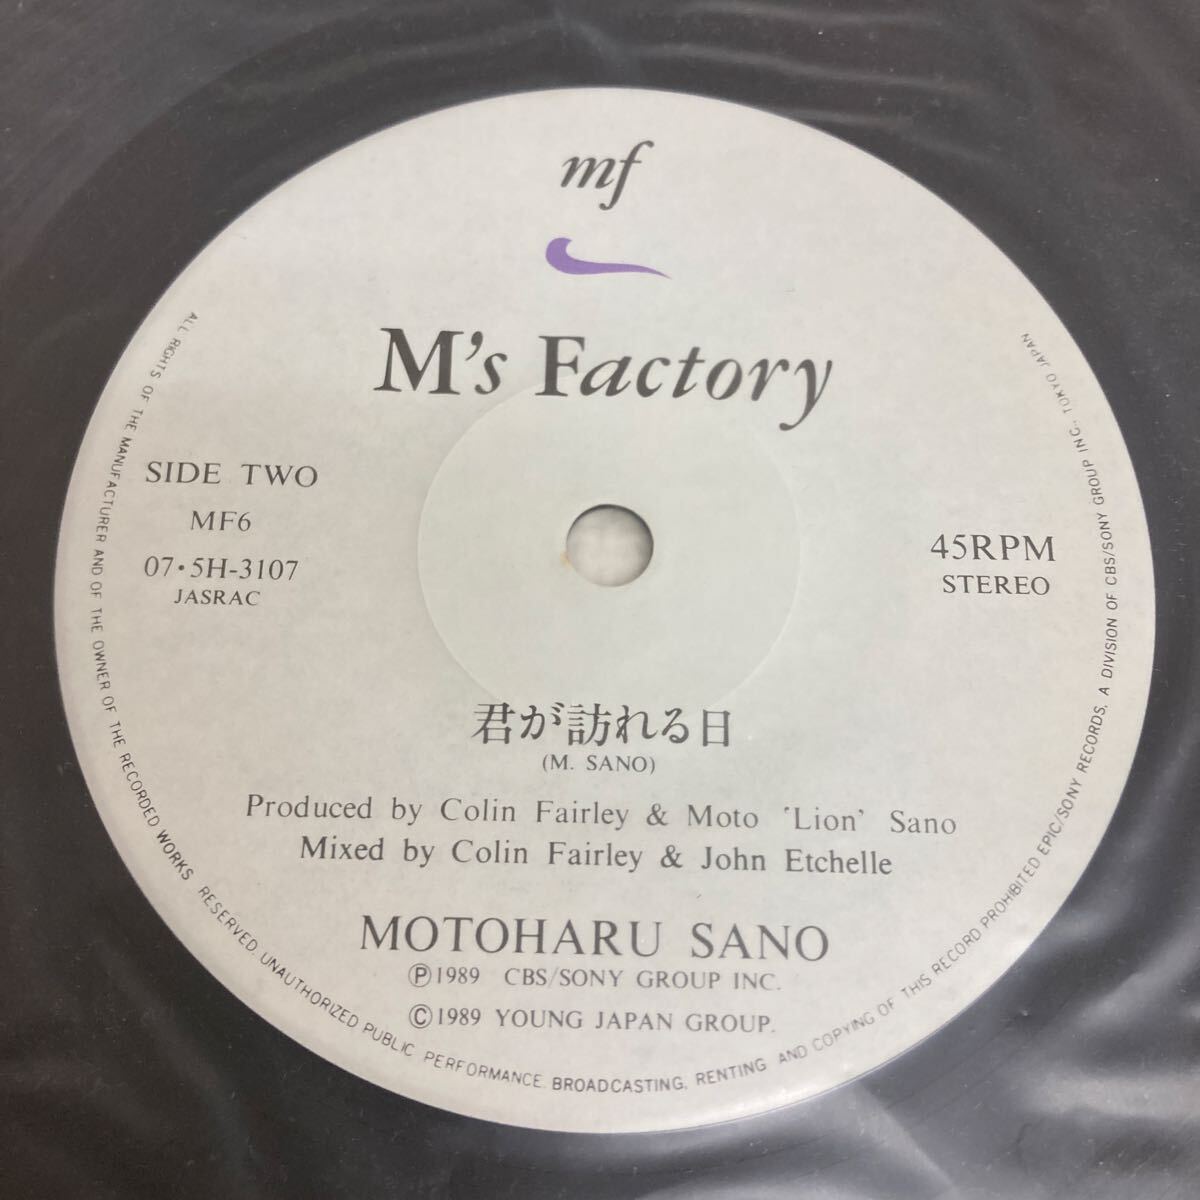 mf
M's Factory
SIDE TWO
MF6
07・5H-3107
JASRAC
45RPM
STEREO
君が訪れる日
(M. SANO)
Produced by Colin Fairley & Moto 'Lion' Sano
Mixed by Colin Fairley & John Etchelle
MOTOHARU SANO
Ⓟ1989 CBS/SONY GROUP INC.
Ⓒ1989 YOUNG JAPAN GROUP.
ALL RIGHTS OF THE MANUFACTURER AND OF THE OWNER OF THE RECORDED WORKS RESERVED. UNAUTHORIZED PUBLIC PERFORMANCE. BROADCASTING, RENTING AND COPYING OF THIS RECORD PROHIBITED EPIC/SONY RECORDS, A DIVISION OF CBS/SONY GROUP INC., TOKYO JAPAN